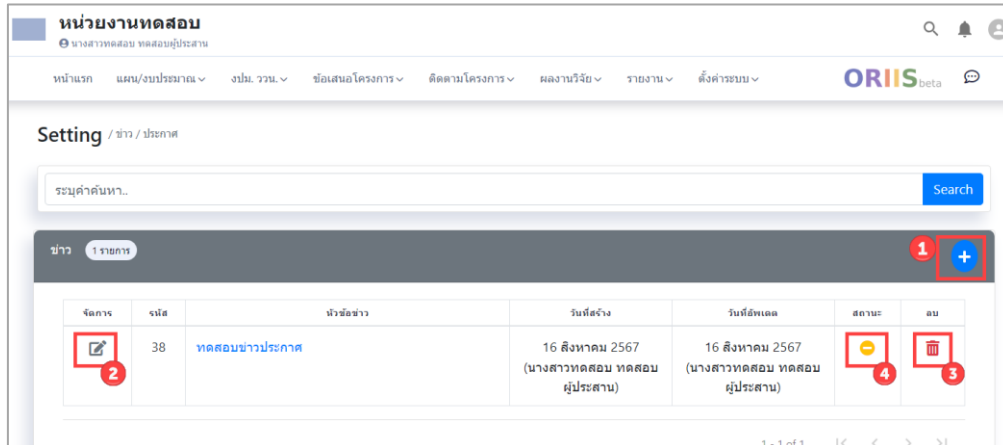 หน่วยงานทดสอบ
นางสาวทดสอบ ทดสอบผู้ประสาน
หน้าแรก แผน/งบประมาณ งปม. ววน. ข้อเสนอโครงการ ติดตามโครงการ ผลงานวิจัย รายงาน ตั้งค่าระบบ ORIIS beta
Setting / ข่าว / ประกาศ
ระบุคำค้นหา.. Search
ข่าว 1 รายการ 1 +
จัดการ รหัส หัวข้อข่าว วันที่สร้าง วันที่อัพเดต สถานะ ลบ
38 ทดสอบข่าวประกาศ 16 สิงหาคม 2567 16 สิงหาคม 2567
(นางสาวทดสอบ ทดสอบ (นางสาวทดสอบ ทดสอบ
2 ผู้ประสาน) ผู้ประสาน) 4 3
1 - 1 of 1